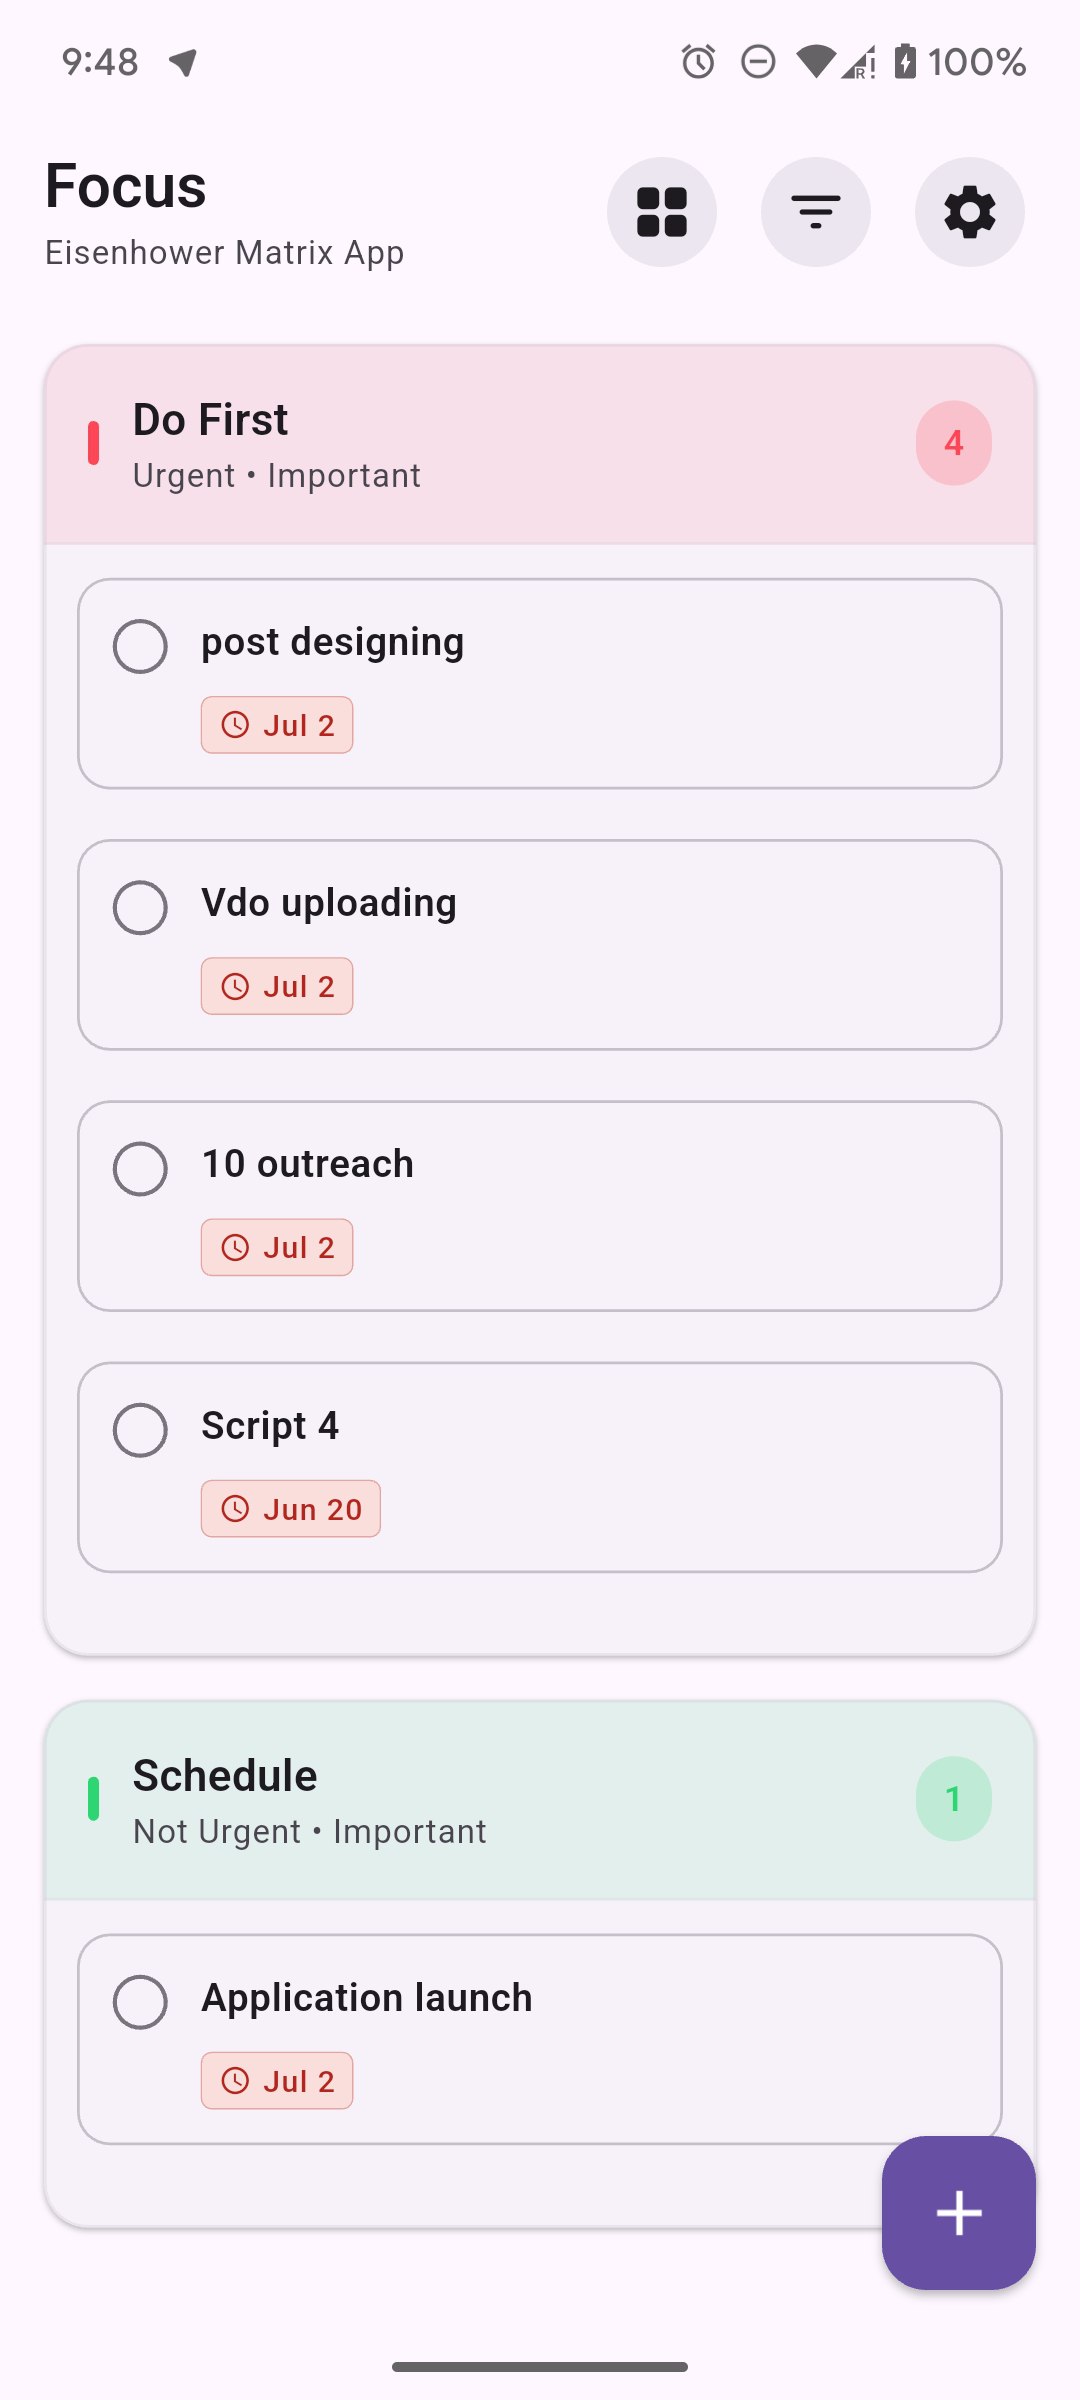 9:48
100%
Focus
Eisenhower Matrix App
Do First
Urgent • Important
4
post designing
Jul 2
Vdo uploading
Jul 2
10 outreach
Jul 2
Script 4
Jun 20
Schedule
Not Urgent • Important
1
Application launch
Jul 2